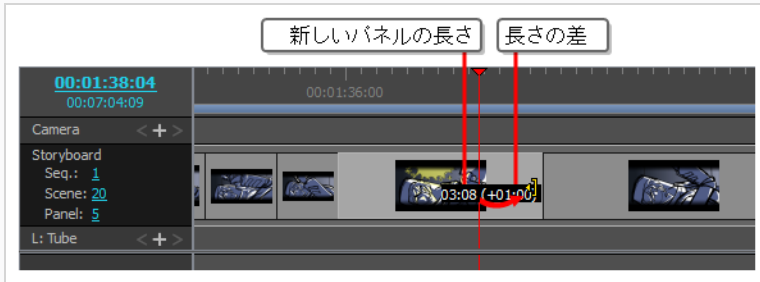 新しいパネルの長さ 長さの差
00:01:38:04
00:07:04:09
00:01:36:00
Camera < + >
Storyboard
Seq.: 1
Scene: 20
Panel: 5
03:08 (+01:00)
L: Tube < + >